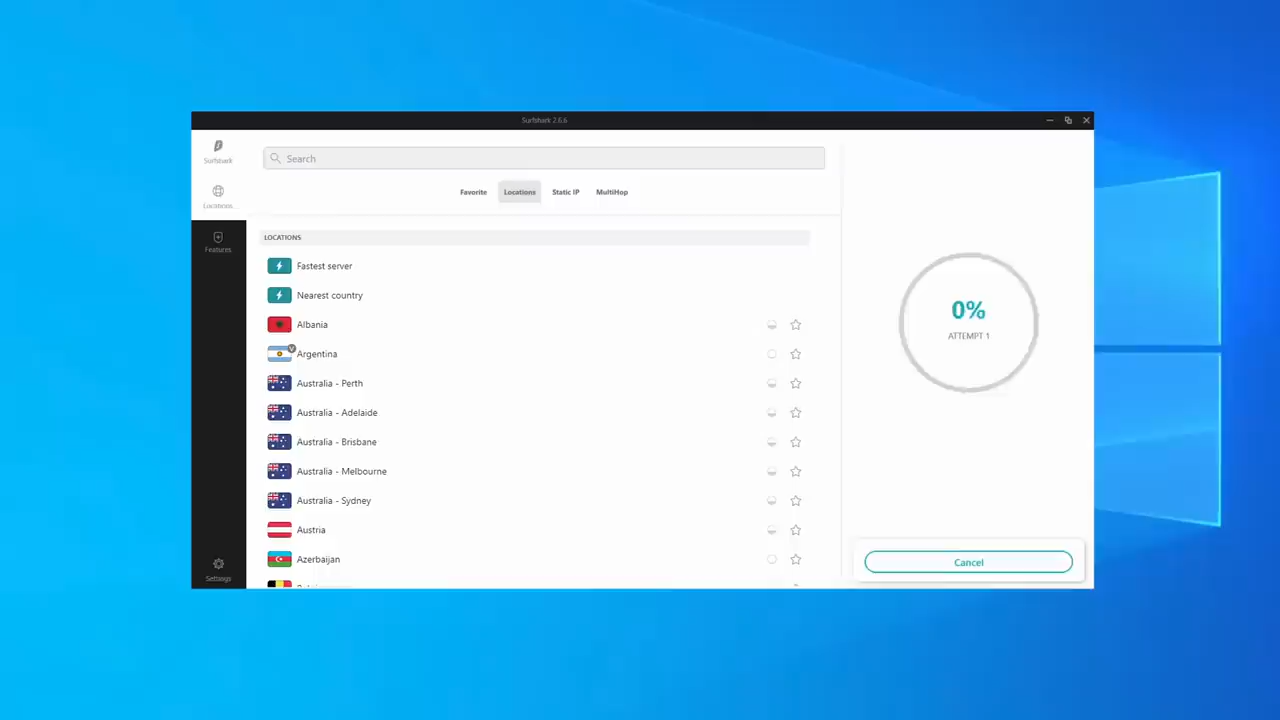 Surfshark 2.6.6
Surfshark
Search
Locations
Favorite Locations Static IP MultiHop
LOCATIONS
Features
Fastest server
Nearest country
Albania
V
Argentina
Australia - Perth
Australia - Adelaide
Australia - Brisbane
Australia - Melbourne
Australia - Sydney
Austria
Azerbaijan
Settings
0%
ATTEMPT 1
Cancel